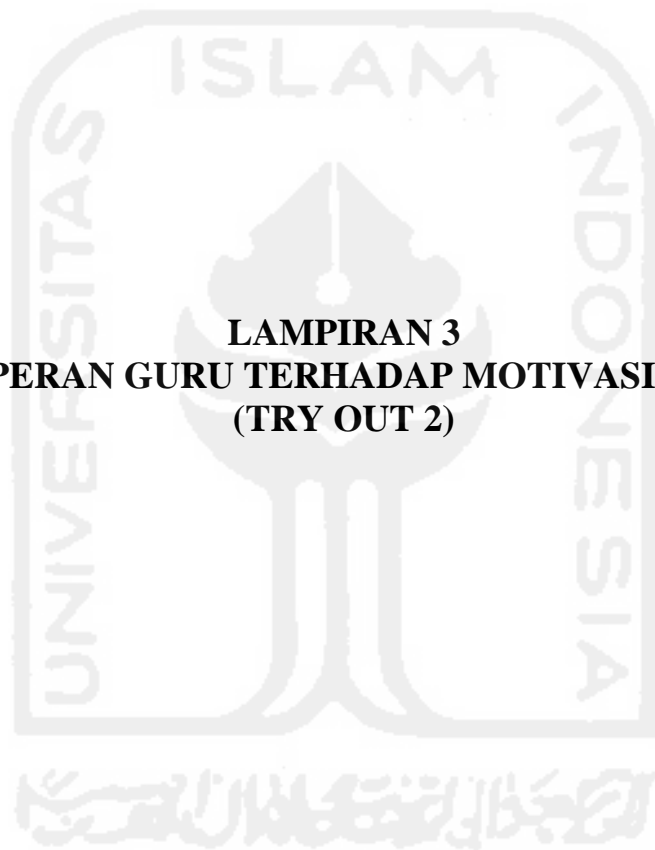 ISLAM
UNIVERSITAS
INDONESIA
LAMPIRAN 3
PERAN GURU TERHADAP MOTIVASI
(TRY OUT 2)